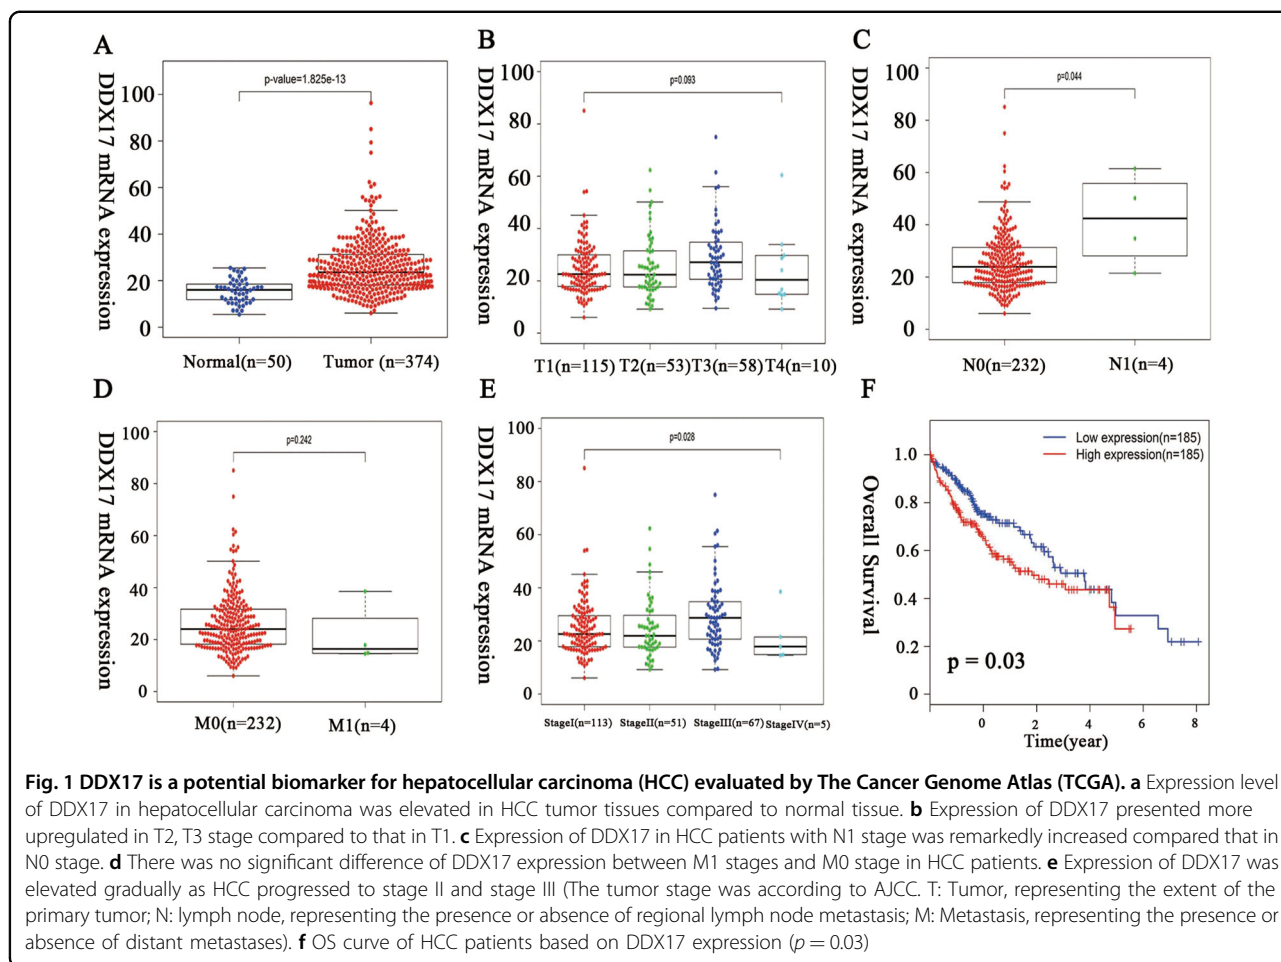 A
DDX17 mRNA expression
p-value=1.825e-13
100
80
60
40
20
0
Normal(n=50) Tumor (n=374)
B
DDX17 mRNA expression
p=0.093
100
80
60
40
20
0
T1(n=115) T2(n=53) T3(n=58) T4(n=10)
C
DDX17 mRNA expression
p=0.044
100
80
60
40
20
0
N0(n=232) N1(n=4)
D
DDX17 mRNA expression
p=0.242
100
80
60
40
20
0
M0(n=232) M1(n=4)
E
DDX17 mRNA expression
p=0.028
100
80
60
40
20
0
StageI(n=113) StageII(n=51) StageIII(n=67) StageIV(n=5)
F
Overall Survival
Low expression(n=185)
High expression(n=185)
1.0
0.8
0.6
0.4
0.2
0
p = 0.03
0 2 4 6 8
Time(year)
Fig. 1 DDX17 is a potential biomarker for hepatocellular carcinoma (HCC) evaluated by The Cancer Genome Atlas (TCGA). a Expression level
of DDX17 in hepatocellular carcinoma was elevated in HCC tumor tissues compared to normal tissue. b Expression of DDX17 presented more
upregulated in T2, T3 stage compared to that in T1. c Expression of DDX17 in HCC patients with N1 stage was remarkedly increased compared that in
N0 stage. d There was no significant difference of DDX17 expression between M1 stages and M0 stage in HCC patients. e Expression of DDX17 was
elevated gradually as HCC progressed to stage II and stage III (The tumor stage was according to AJCC. T: Tumor, representing the extent of the
primary tumor; N: lymph node, representing the presence or absence of regional lymph node metastasis; M: Metastasis, representing the presence or
absence of distant metastases). f OS curve of HCC patients based on DDX17 expression (p = 0.03)